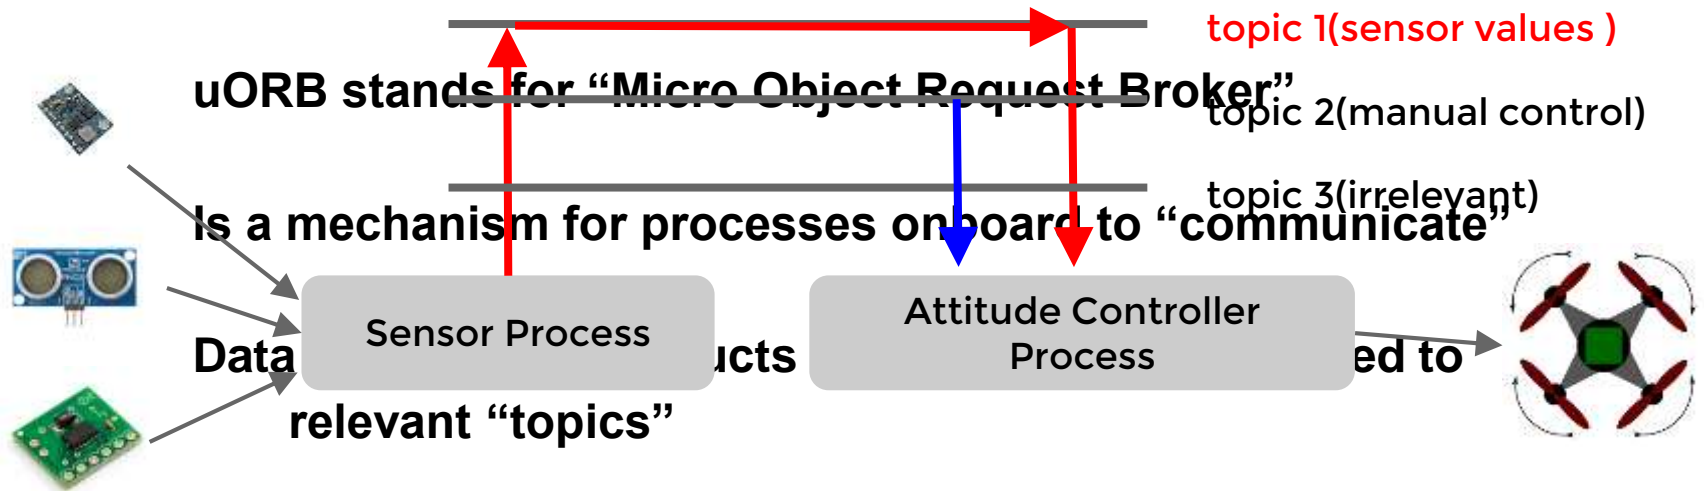 topic 1(sensor values )
uORB stands for “Micro Object Request Broker”
topic 2(manual control)
topic 3(irrelevant)
Is a mechanism for processes onboard to “communicate”
Sensor Process
Attitude Controller
Process
Data ucts ed to
relevant “topics”